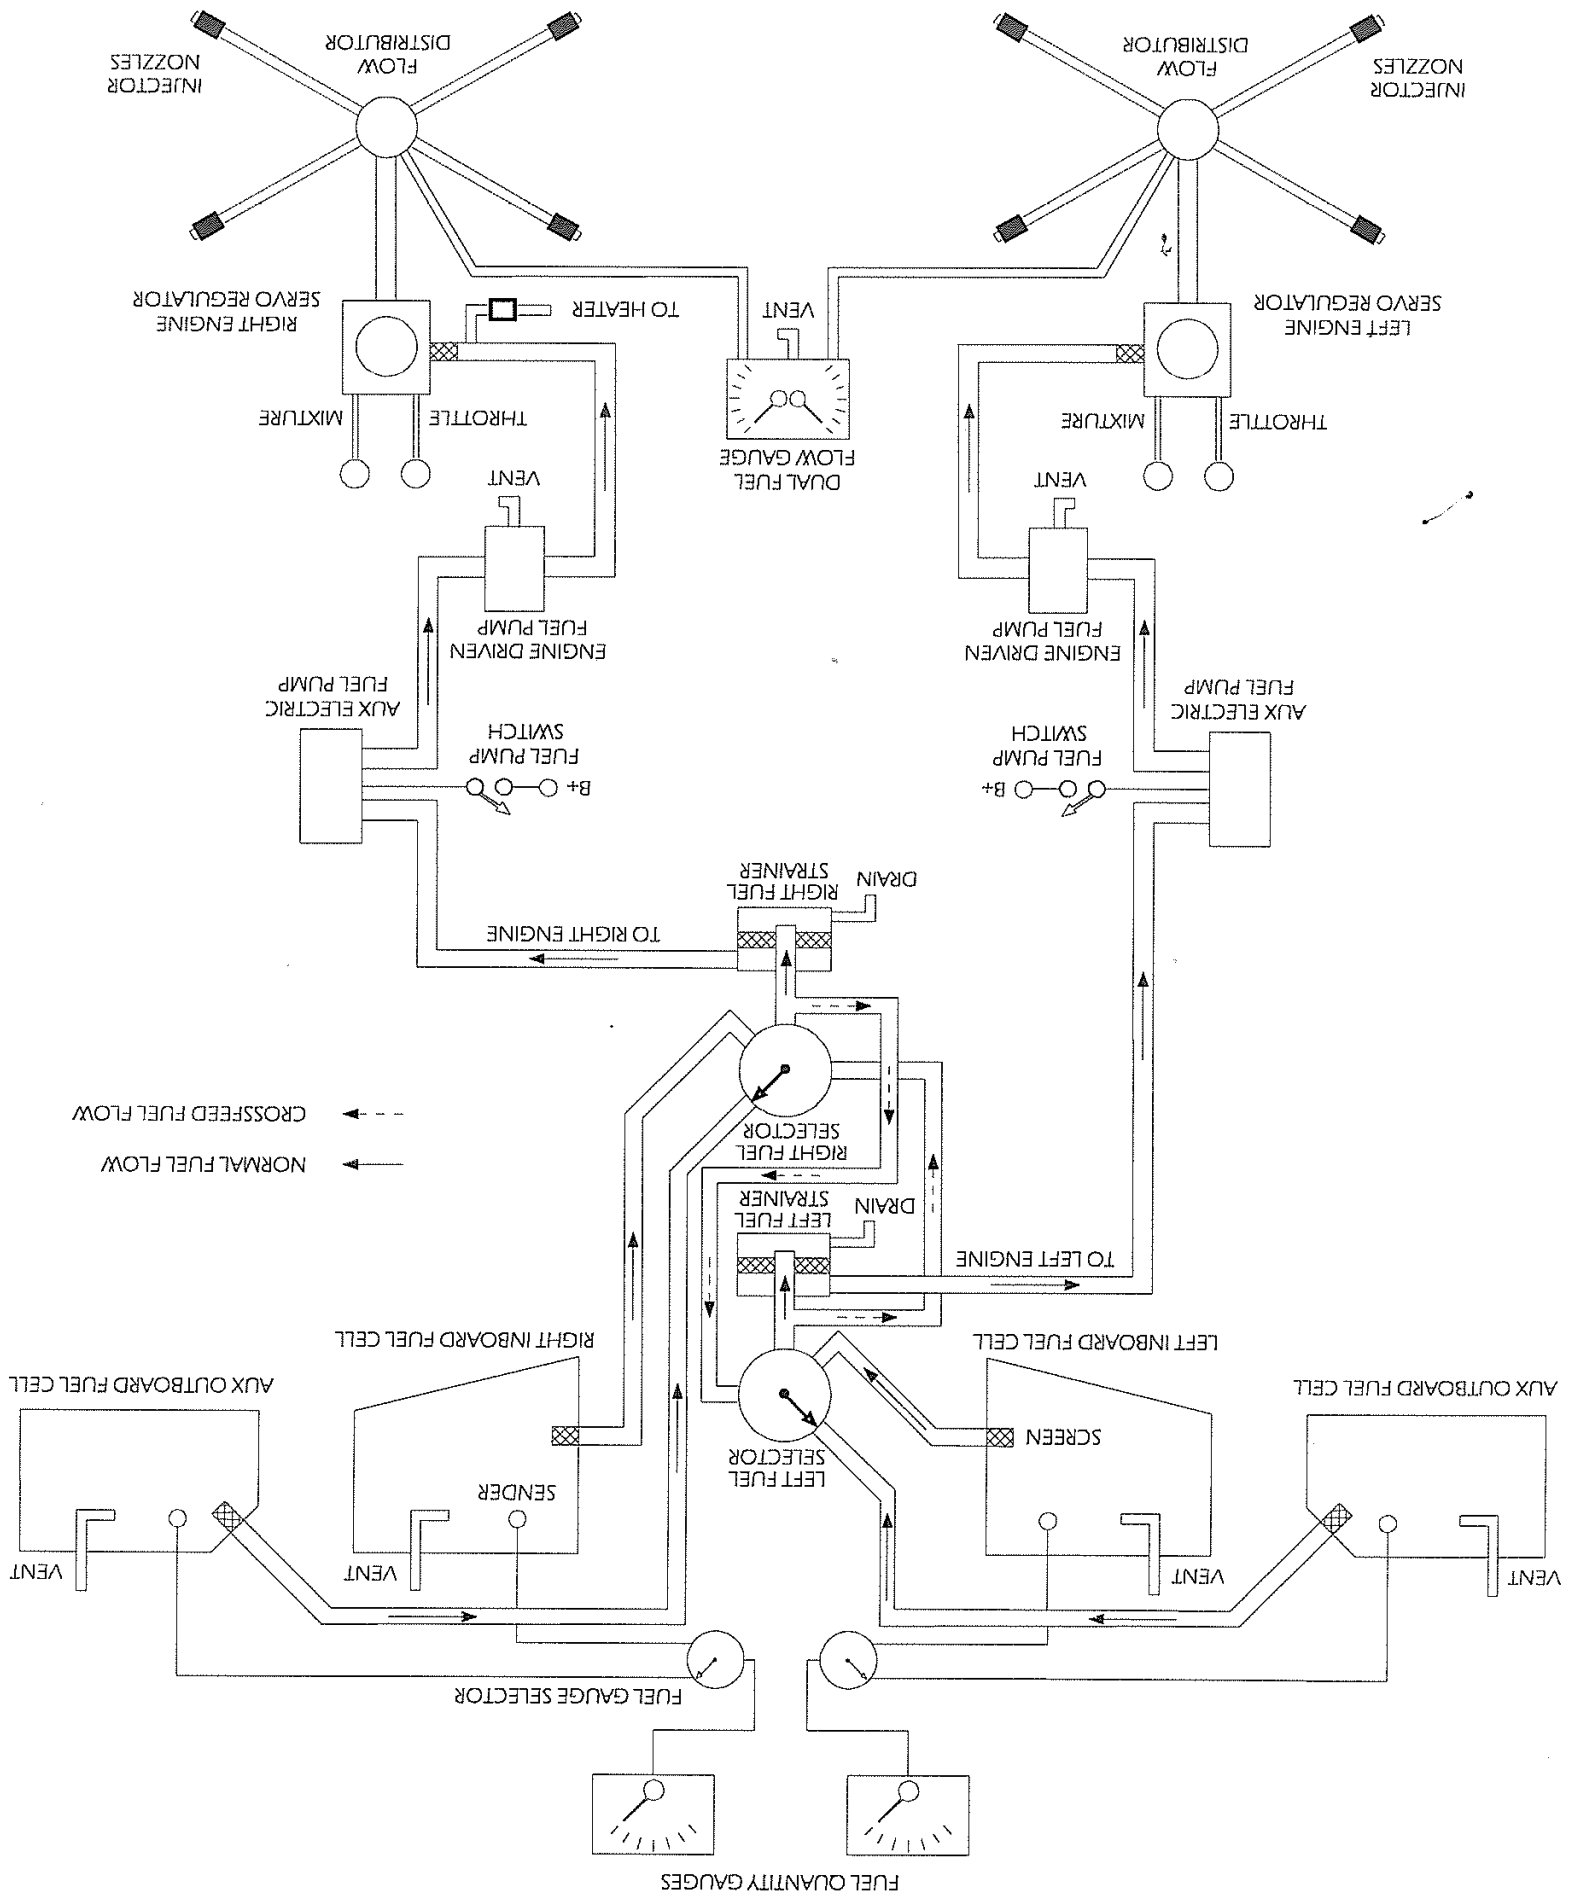 FUEL QUANTITY GAUGES
FUEL GAUGE SELECTOR
VENT
VENT
VENT
VENT
SENDER
AUX OUTBOARD FUEL CELL
SCREEN
LEFT INBOARD FUEL CELL
LEFT FUEL
SELECTOR
RIGHT INBOARD FUEL CELL
AUX OUTBOARD FUEL CELL
TO LEFT ENGINE
DRAIN
LEFT FUEL
STRAINER
NORMAL FUEL FLOW
CROSSFEED FUEL FLOW
RIGHT FUEL
SELECTOR
TO RIGHT ENGINE
DRAIN
RIGHT FUEL
STRAINER
B+
FUEL PUMP
SWITCH
B+
FUEL PUMP
SWITCH
AUX ELECTRIC
FUEL PUMP
AUX ELECTRIC
FUEL PUMP
ENGINE DRIVEN
FUEL PUMP
ENGINE DRIVEN
FUEL PUMP
VENT
DUAL FUEL
FLOW GAUGE
VENT
THROTTLE
MIXTURE
THROTTLE
MIXTURE
LEFT ENGINE
SERVO REGULATOR
VENT
TO HEATER
RIGHT ENGINE
SERVO REGULATOR
INJECTOR
NOZZLES
FLOW
DISTRIBUTOR
FLOW
DISTRIBUTOR
INJECTOR
NOZZLES